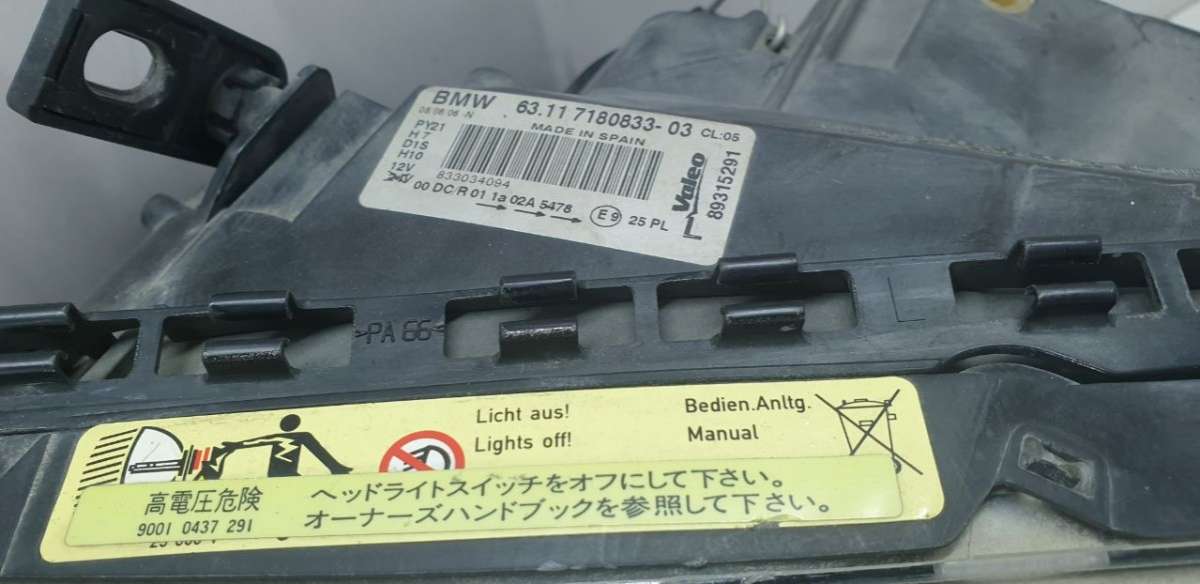 BMW 63.11 7180833-03 CL:05
08/06/06 -N
MADE IN SPAIN
PY21
H7
D1S
H10
12V
24V
833034094
00 DC/R 01 1a 02A 5478
E9 25 PL
Valeo
89315291
>PA 66<
L
Licht aus!
Lights off!
Bedien.Anltg.
Manual
高電圧危険
9001 0437 291
ヘッドライトスイッチをオフにして下さい。
オーナーズハンドブックを参照して下さい。